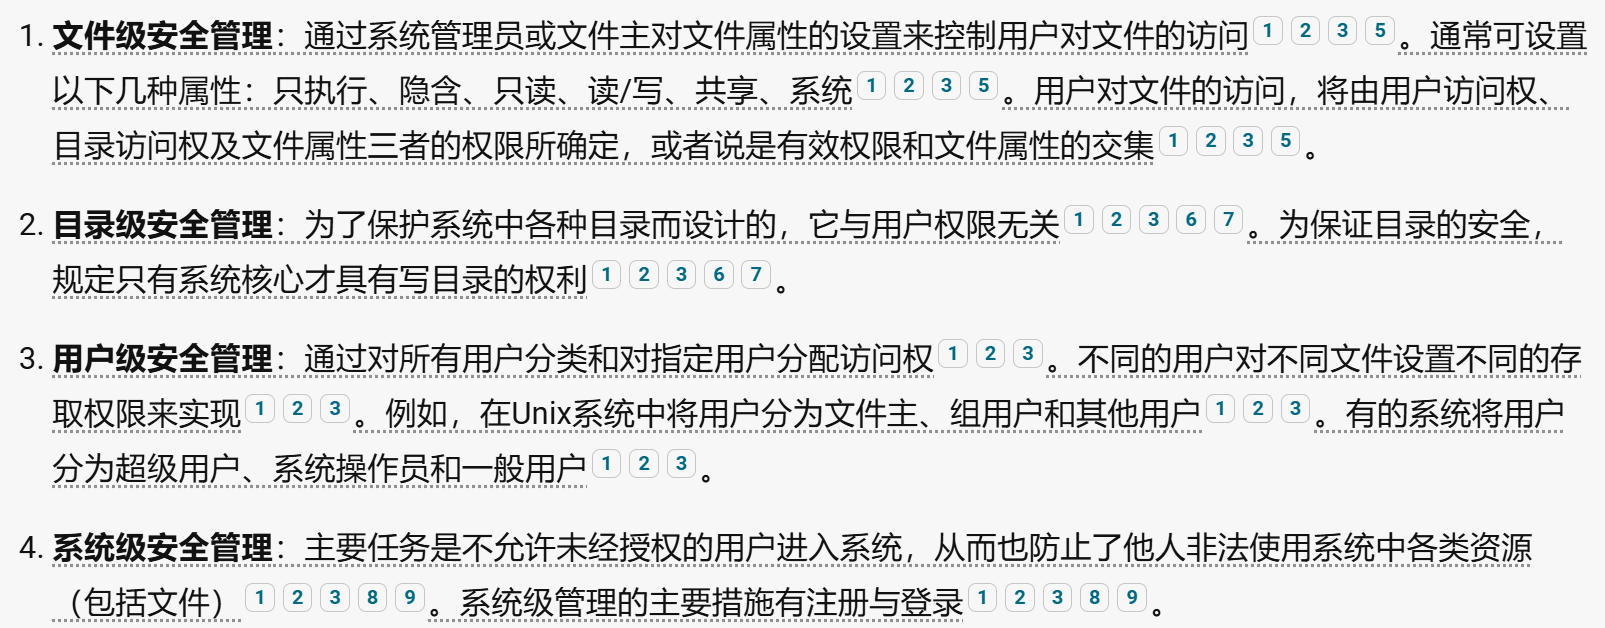 1. 文件级安全管理：通过系统管理员或文件主对文件属性的设置来控制用户对文件的访问 1 2 3 5 。通常可设置
以下几种属性：只执行、隐含、只读、读/写、共享、系统 1 2 3 5 。用户对文件的访问，将由用户访问权、
目录访问权及文件属性三者的权限所确定，或者说是有效权限和文件属性的交集 1 2 3 5 。
2. 目录级安全管理：为了保护系统中各种目录而设计的，它与用户权限无关 1 2 3 6 7 。为保证目录的安全，
规定只有系统核心才具有写目录的权利 1 2 3 6 7 。
3. 用户级安全管理：通过对所有用户分类和对指定用户分配访问权 1 2 3 。不同的用户对不同文件设置不同的存
取权限来实现 1 2 3 。例如，在Unix系统中将用户分为文件主、组用户和其他用户 1 2 3 。有的系统将用户
分为超级用户、系统操作员和一般用户 1 2 3 。
4. 系统级安全管理：主要任务是不允许未经授权的用户进入系统，从而也防止了他人非法使用系统中各类资源
（包括文件） 1 2 3 8 9 。系统级管理的主要措施有注册与登录 1 2 3 8 9 。